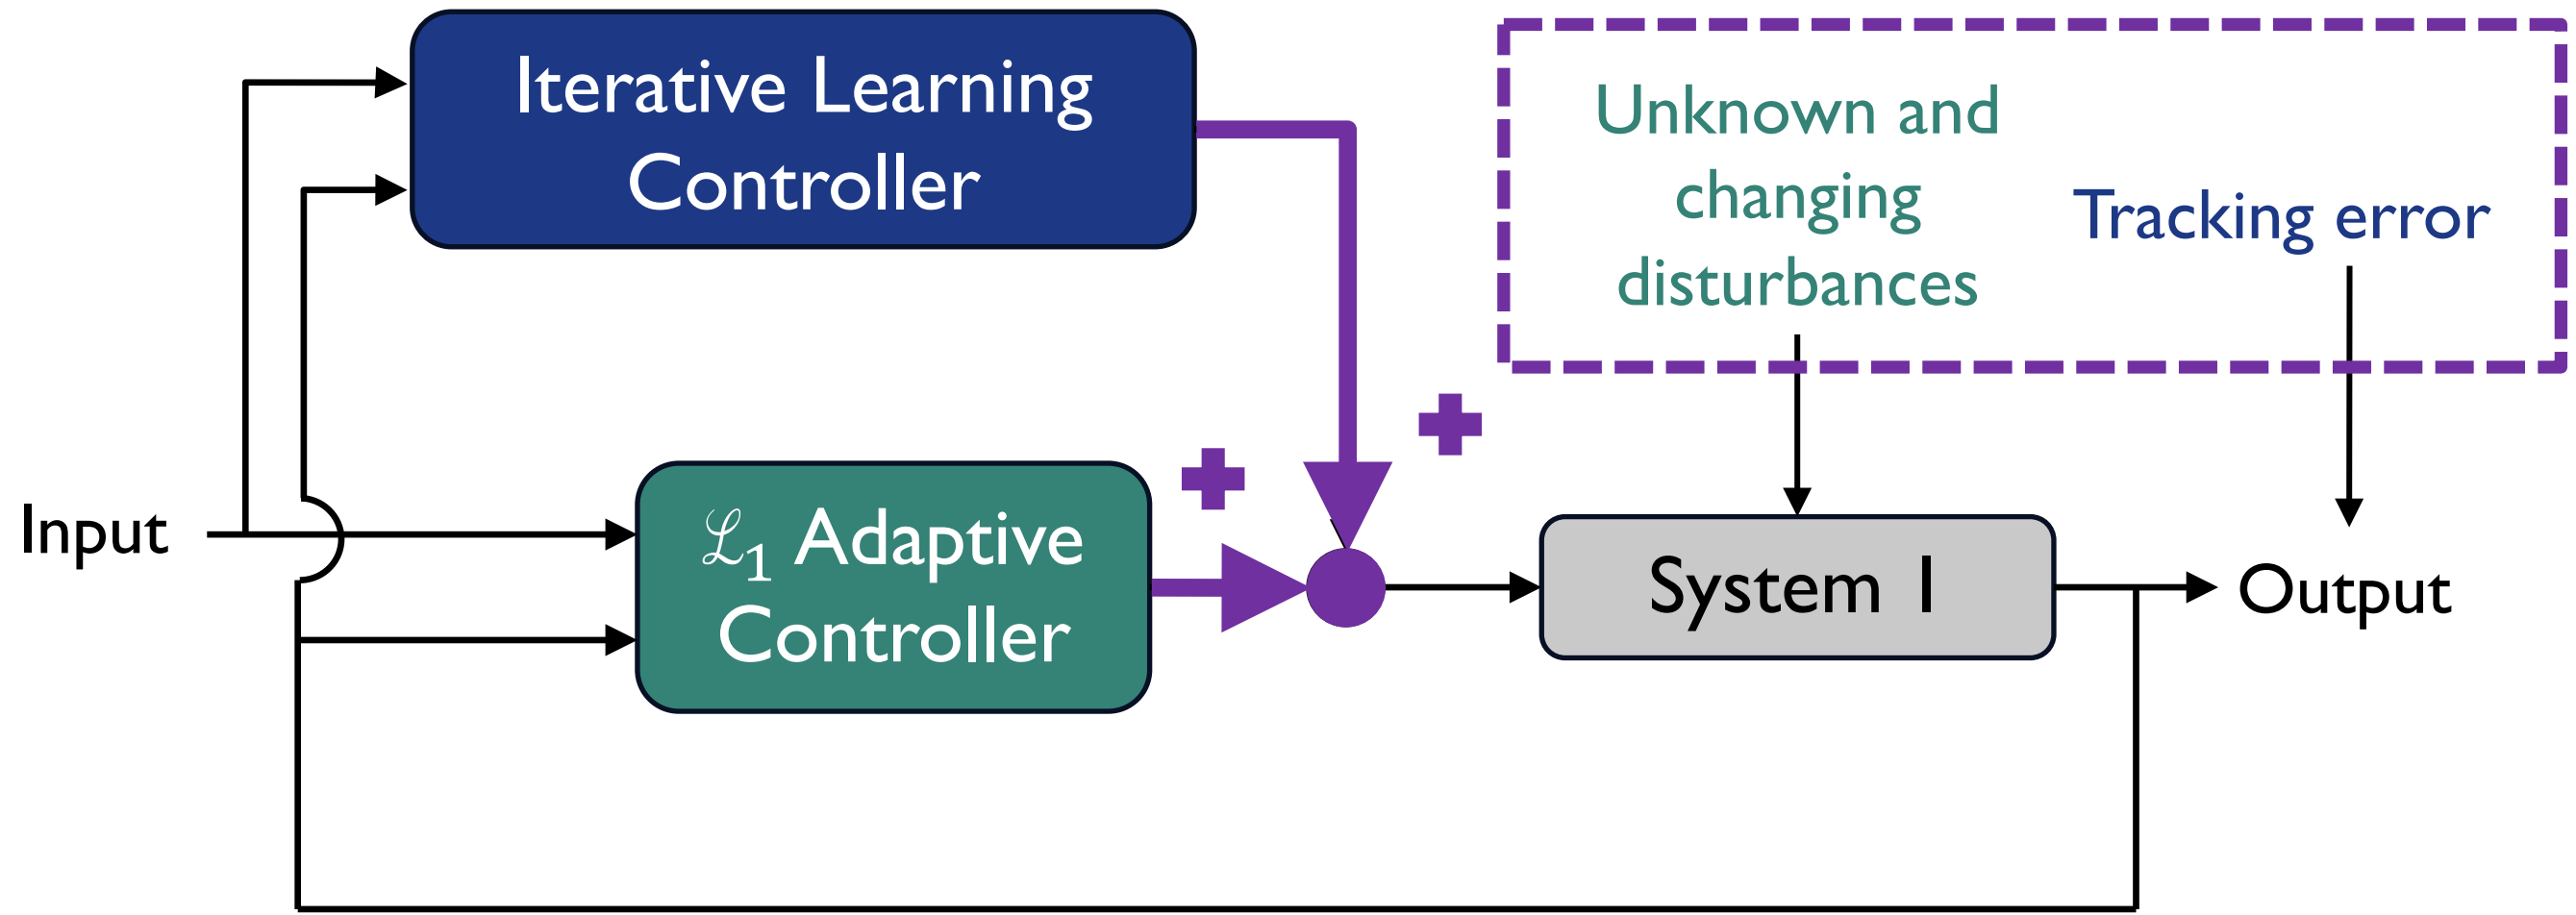 Iterative Learning
Controller
Unknown and
changing
disturbances
Tracking error
Input
ℒ1 Adaptive
Controller
System 1
Output